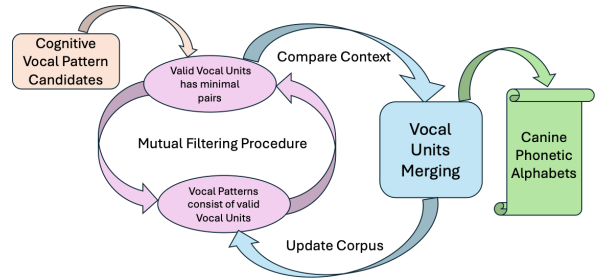 Cognitive
Vocal Pattern
Candidates
Valid Vocal Units
has minimal
pairs
Compare Context
Mutual Filtering Procedure
Vocal
Units
Merging
Canine
Phonetic
Alphabets
Vocal Patterns
consist of valid
Vocal Units
Update Corpus